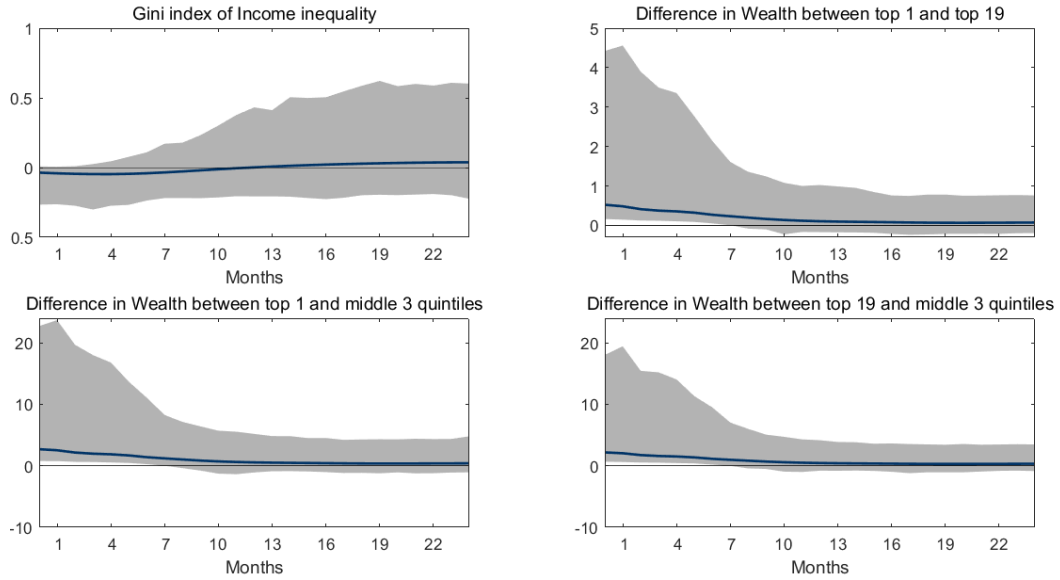 Gini index of Income inequality
1
0.5
0
0.5
1 4 7 10 13 16 19 22
Months
Difference in Wealth between top 1 and top 19
5
4
3
2
1
0
1 4 7 10 13 16 19 22
Months
Difference in Wealth between top 1 and middle 3 quintiles
20
10
0
-10
1 4 7 10 13 16 19 22
Months
Difference in Wealth between top 19 and middle 3 quintiles
20
10
0
-10
1 4 7 10 13 16 19 22
Months